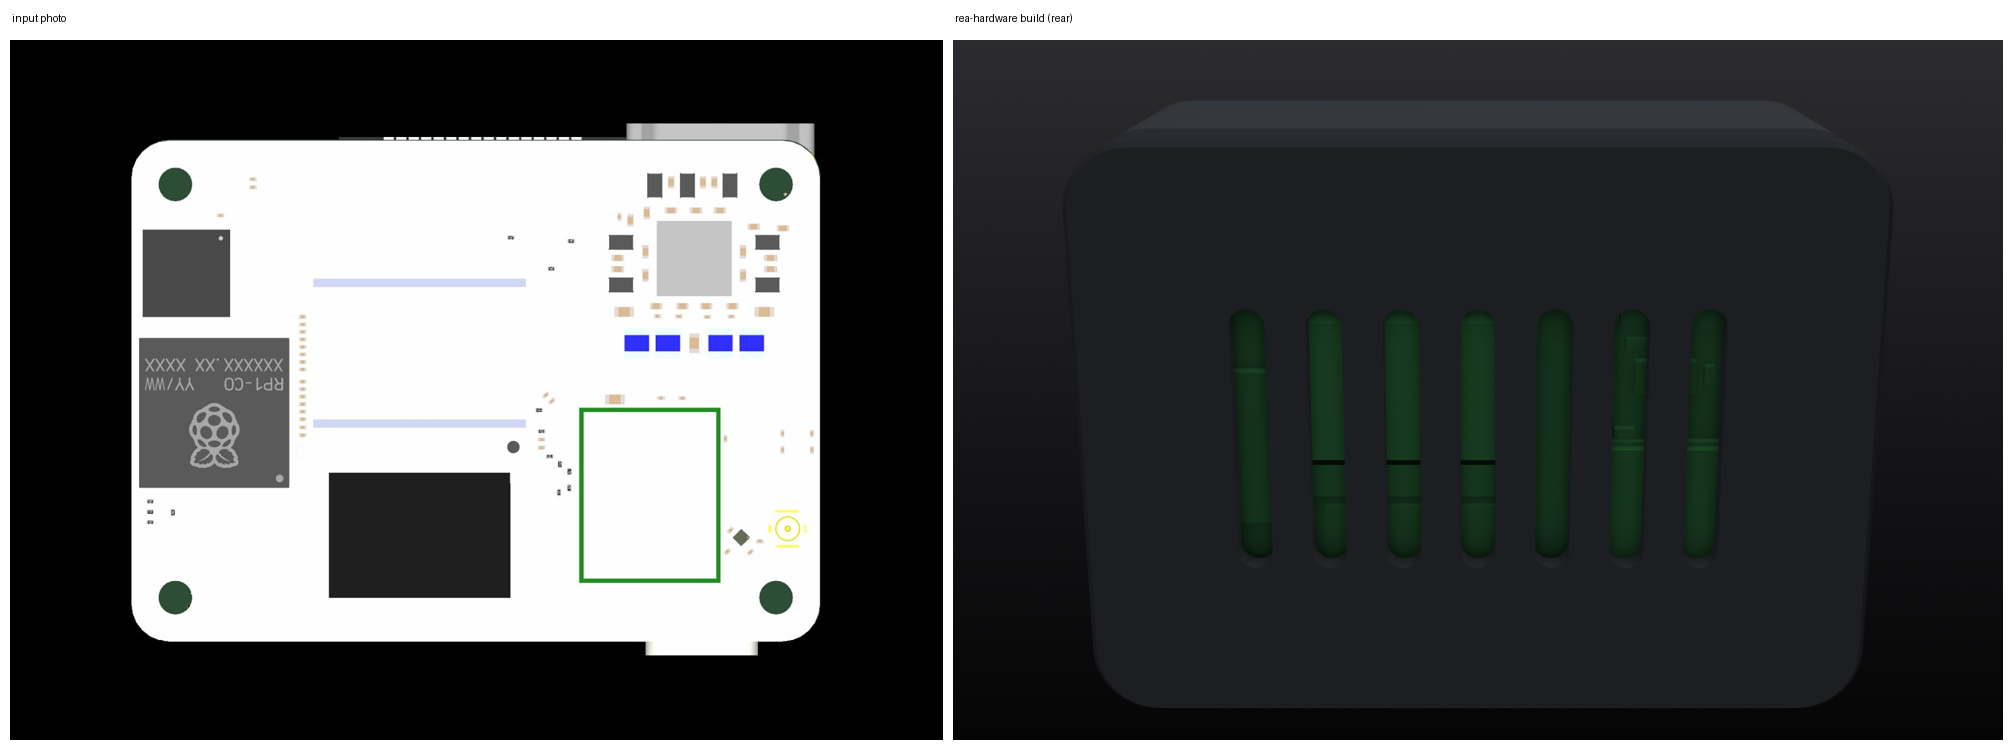 input photo
rea-hardware build (rear)
XXXXXX.XX XXXX
RP1-C0 YY/WW